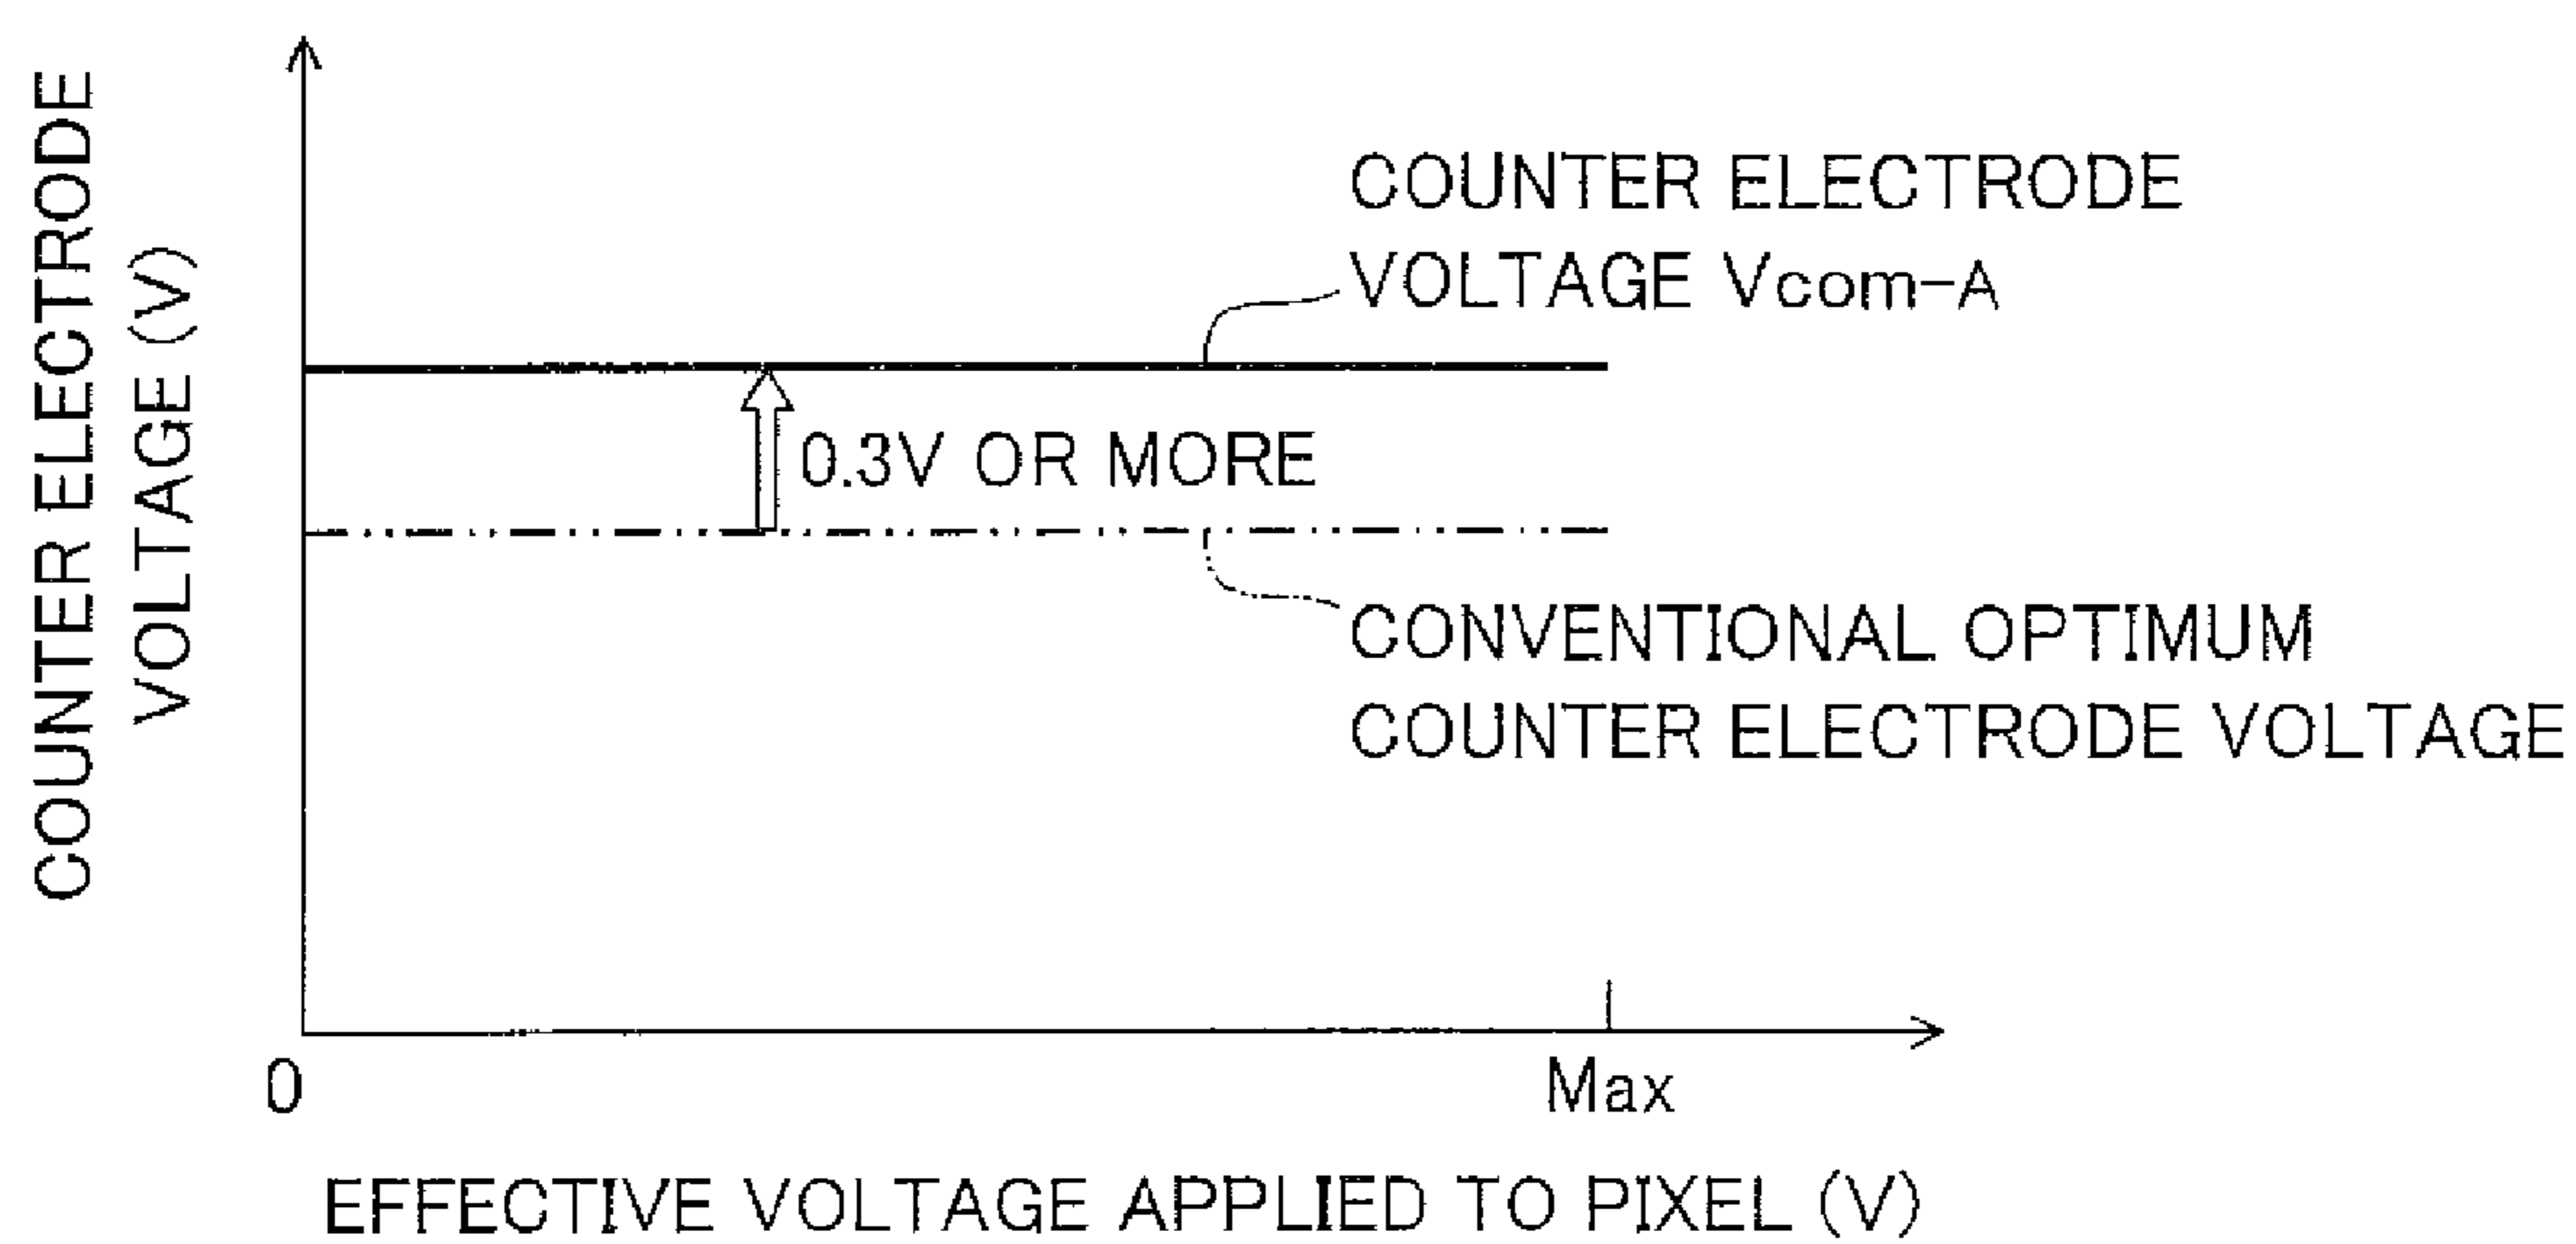 COUNTER ELECTRODE
VOLTAGE (V)
COUNTER ELECTRODE
VOLTAGE Vcom-A
0.3V OR MORE
CONVENTIONAL OPTIMUM
COUNTER ELECTRODE VOLTAGE
0
Max
EFFECTIVE VOLTAGE APPLIED TO PIXEL (V)